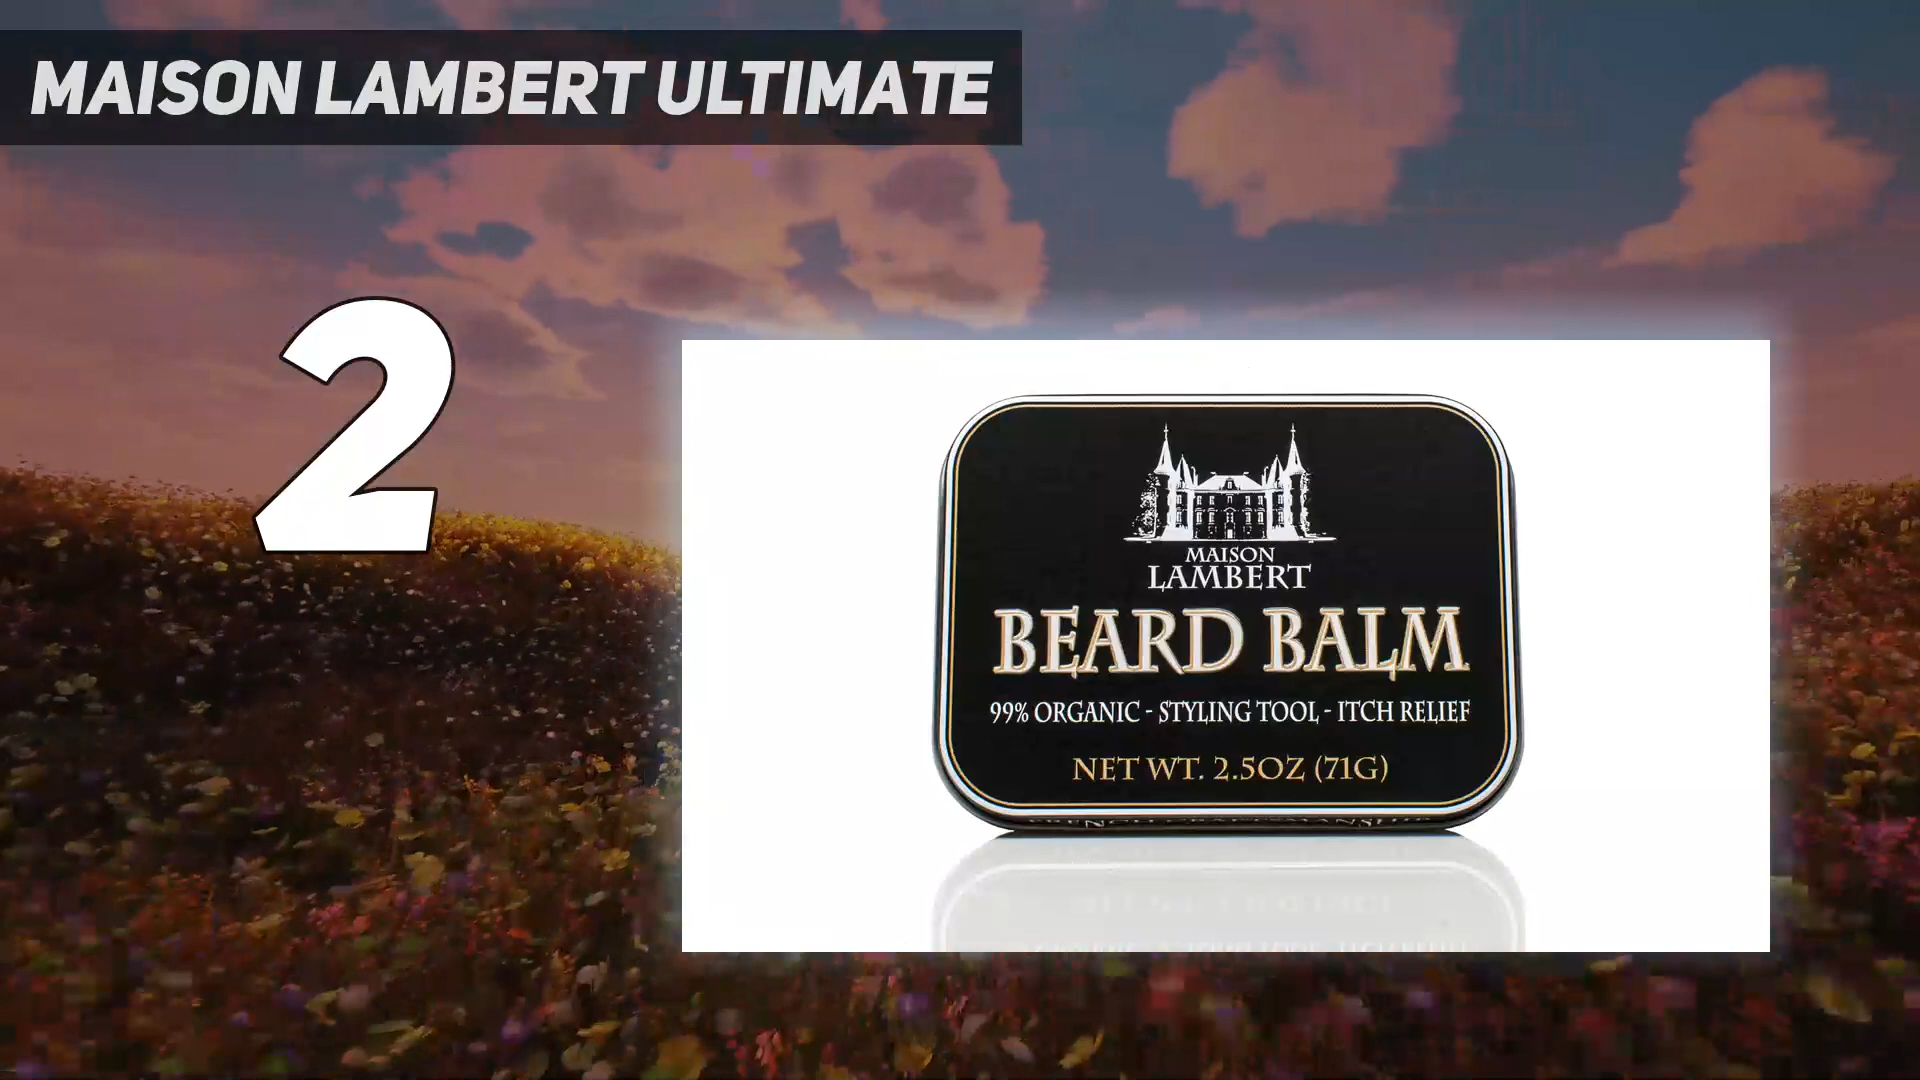 MAISON LAMBERT ULTIMATE
2
MAISON
LAMBERT
BEARD BALM
99% ORGANIC - STYLING TOOL - ITCH RELIEF
NET WT. 2.5OZ (71G)